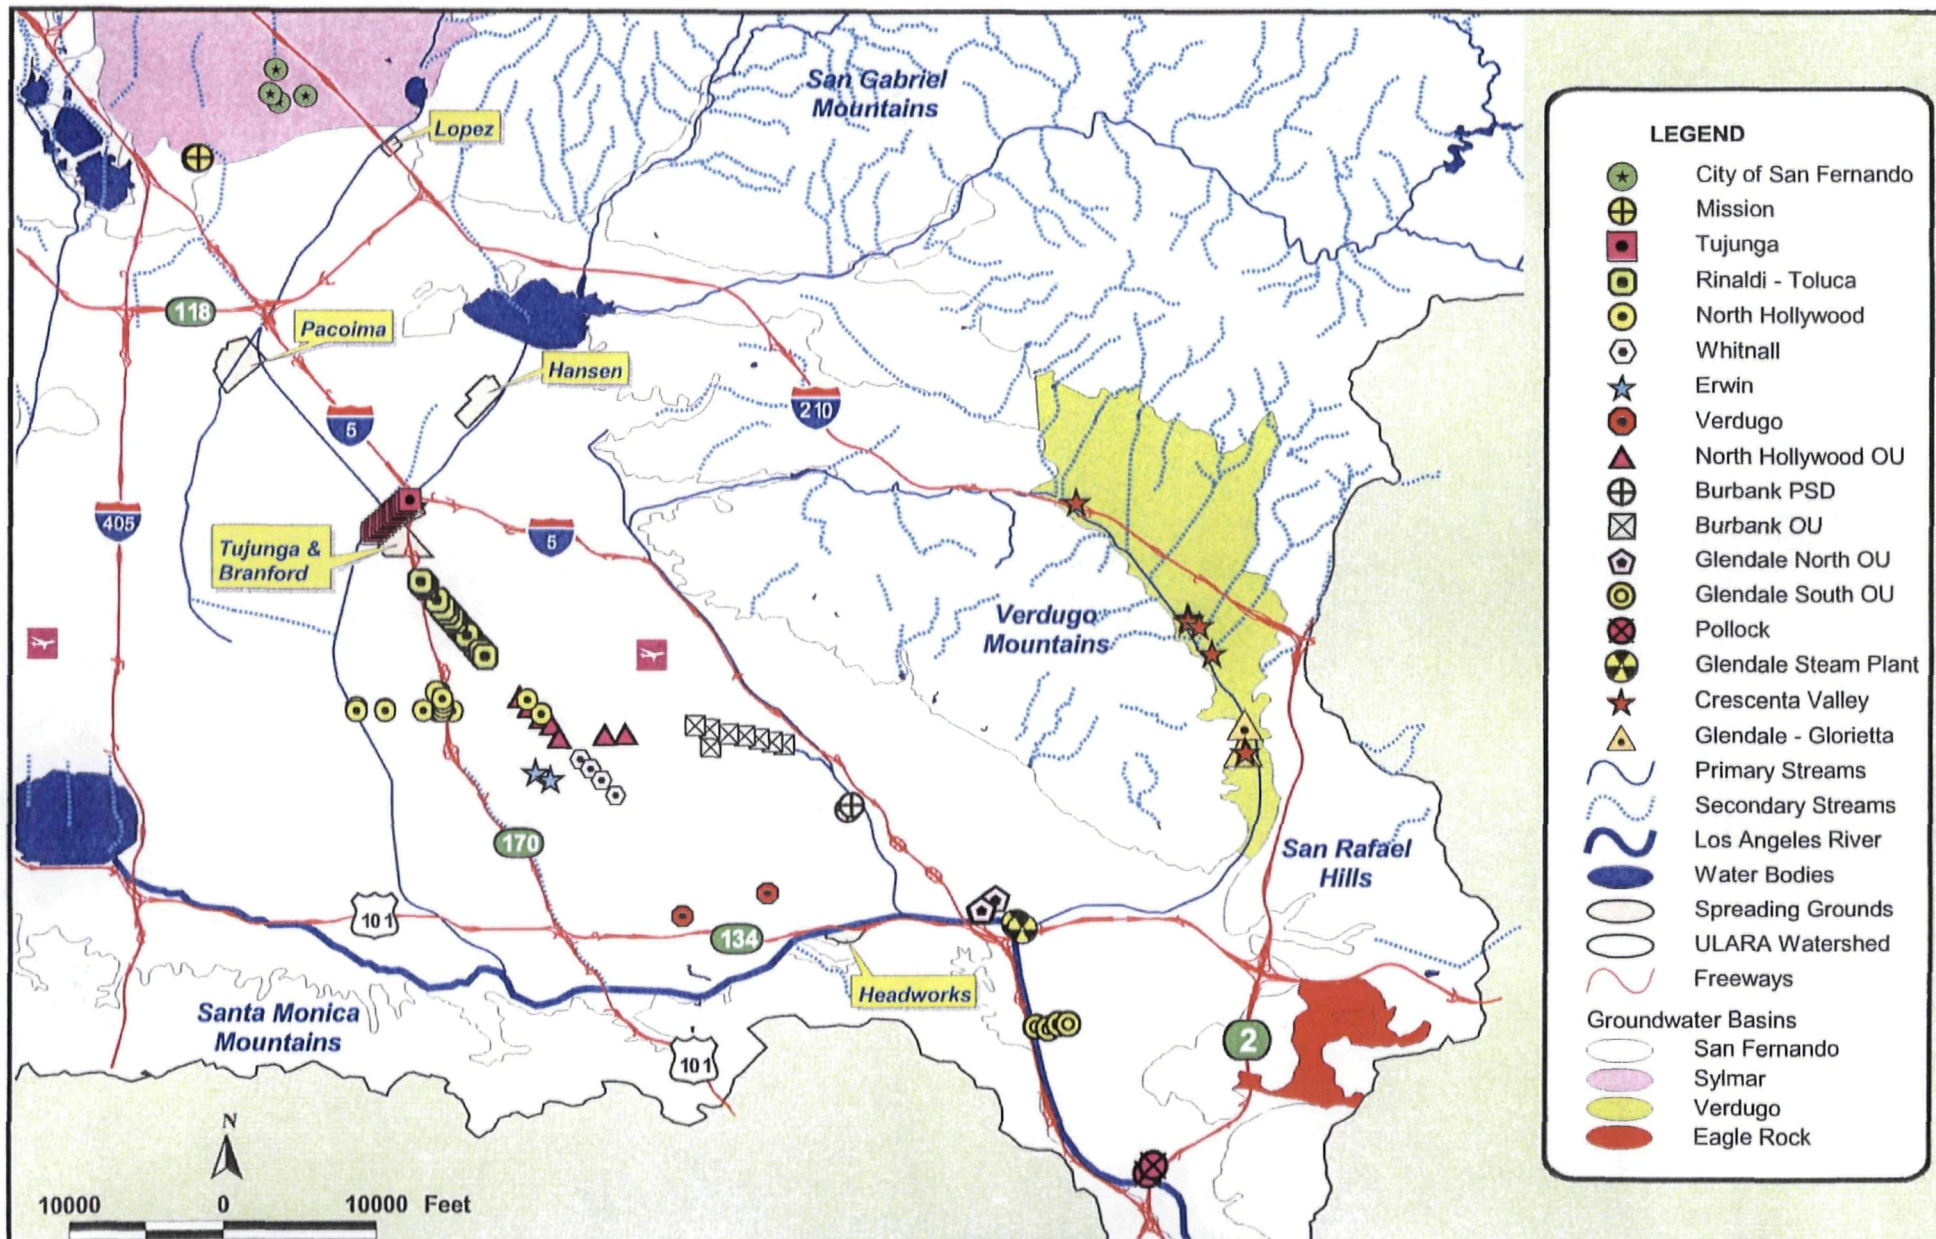 San Gabriel
Mountains
Lopez
118
Pacoima
Hansen
5
210
405
5
Tujunga &
Branford
Verdugo
Mountains
170
San Rafael
Hills
101
134
Headworks
Santa Monica
Mountains
101
2
N
10000 0 10000 Feet
LEGEND
City of San Fernando
Mission
Tujunga
Rinaldi - Toluca
North Hollywood
Whitnall
Erwin
Verdugo
North Hollywood OU
Burbank PSD
Burbank OU
Glendale North OU
Glendale South OU
Pollock
Glendale Steam Plant
Crescenta Valley
Glendale - Glorietta
Primary Streams
Secondary Streams
Los Angeles River
Water Bodies
Spreading Grounds
ULARA Watershed
Freeways
Groundwater Basins
San Fernando
Sylmar
Verdugo
Eagle Rock